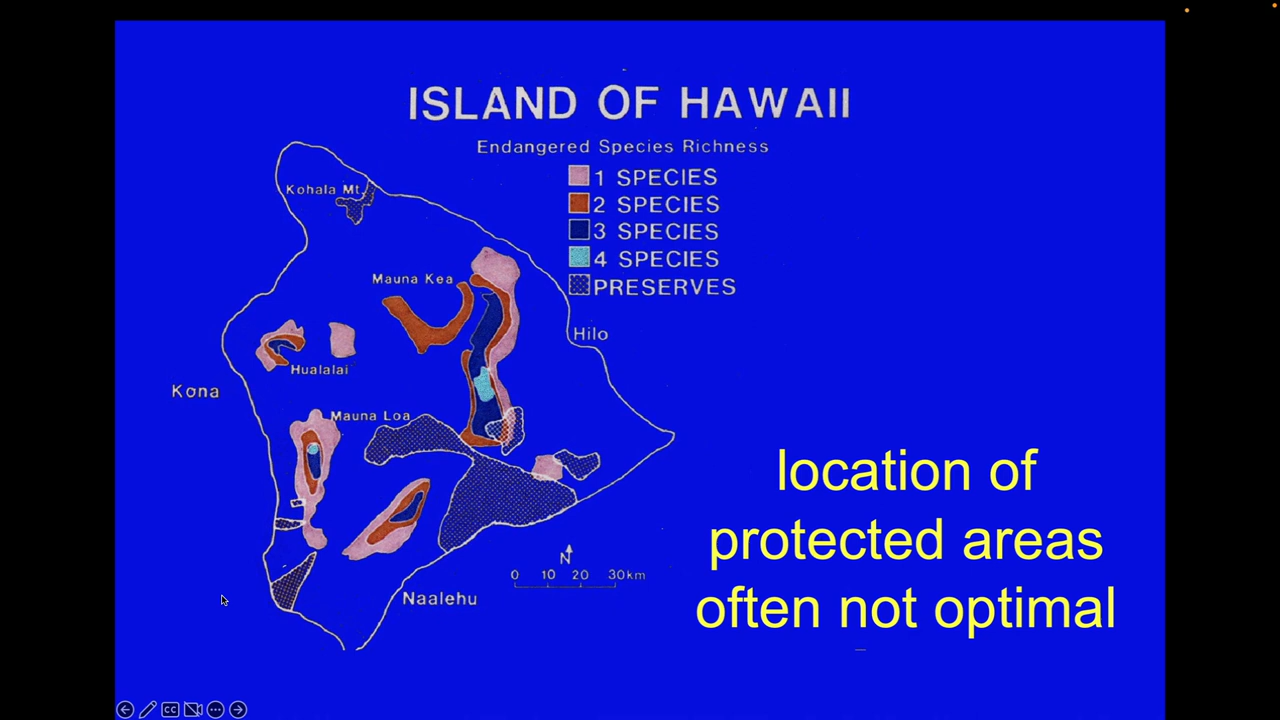 ISLAND OF HAWAII
Endangered Species Richness
1 SPECIES
2 SPECIES
3 SPECIES
4 SPECIES
PRESERVES
Kohala Mt.
Mauna Kea
Hilo
Hualalai
Kona
Mauna Loa
N
0 10 20 30km
Naalehu
location of
protected areas
often not optimal
CC